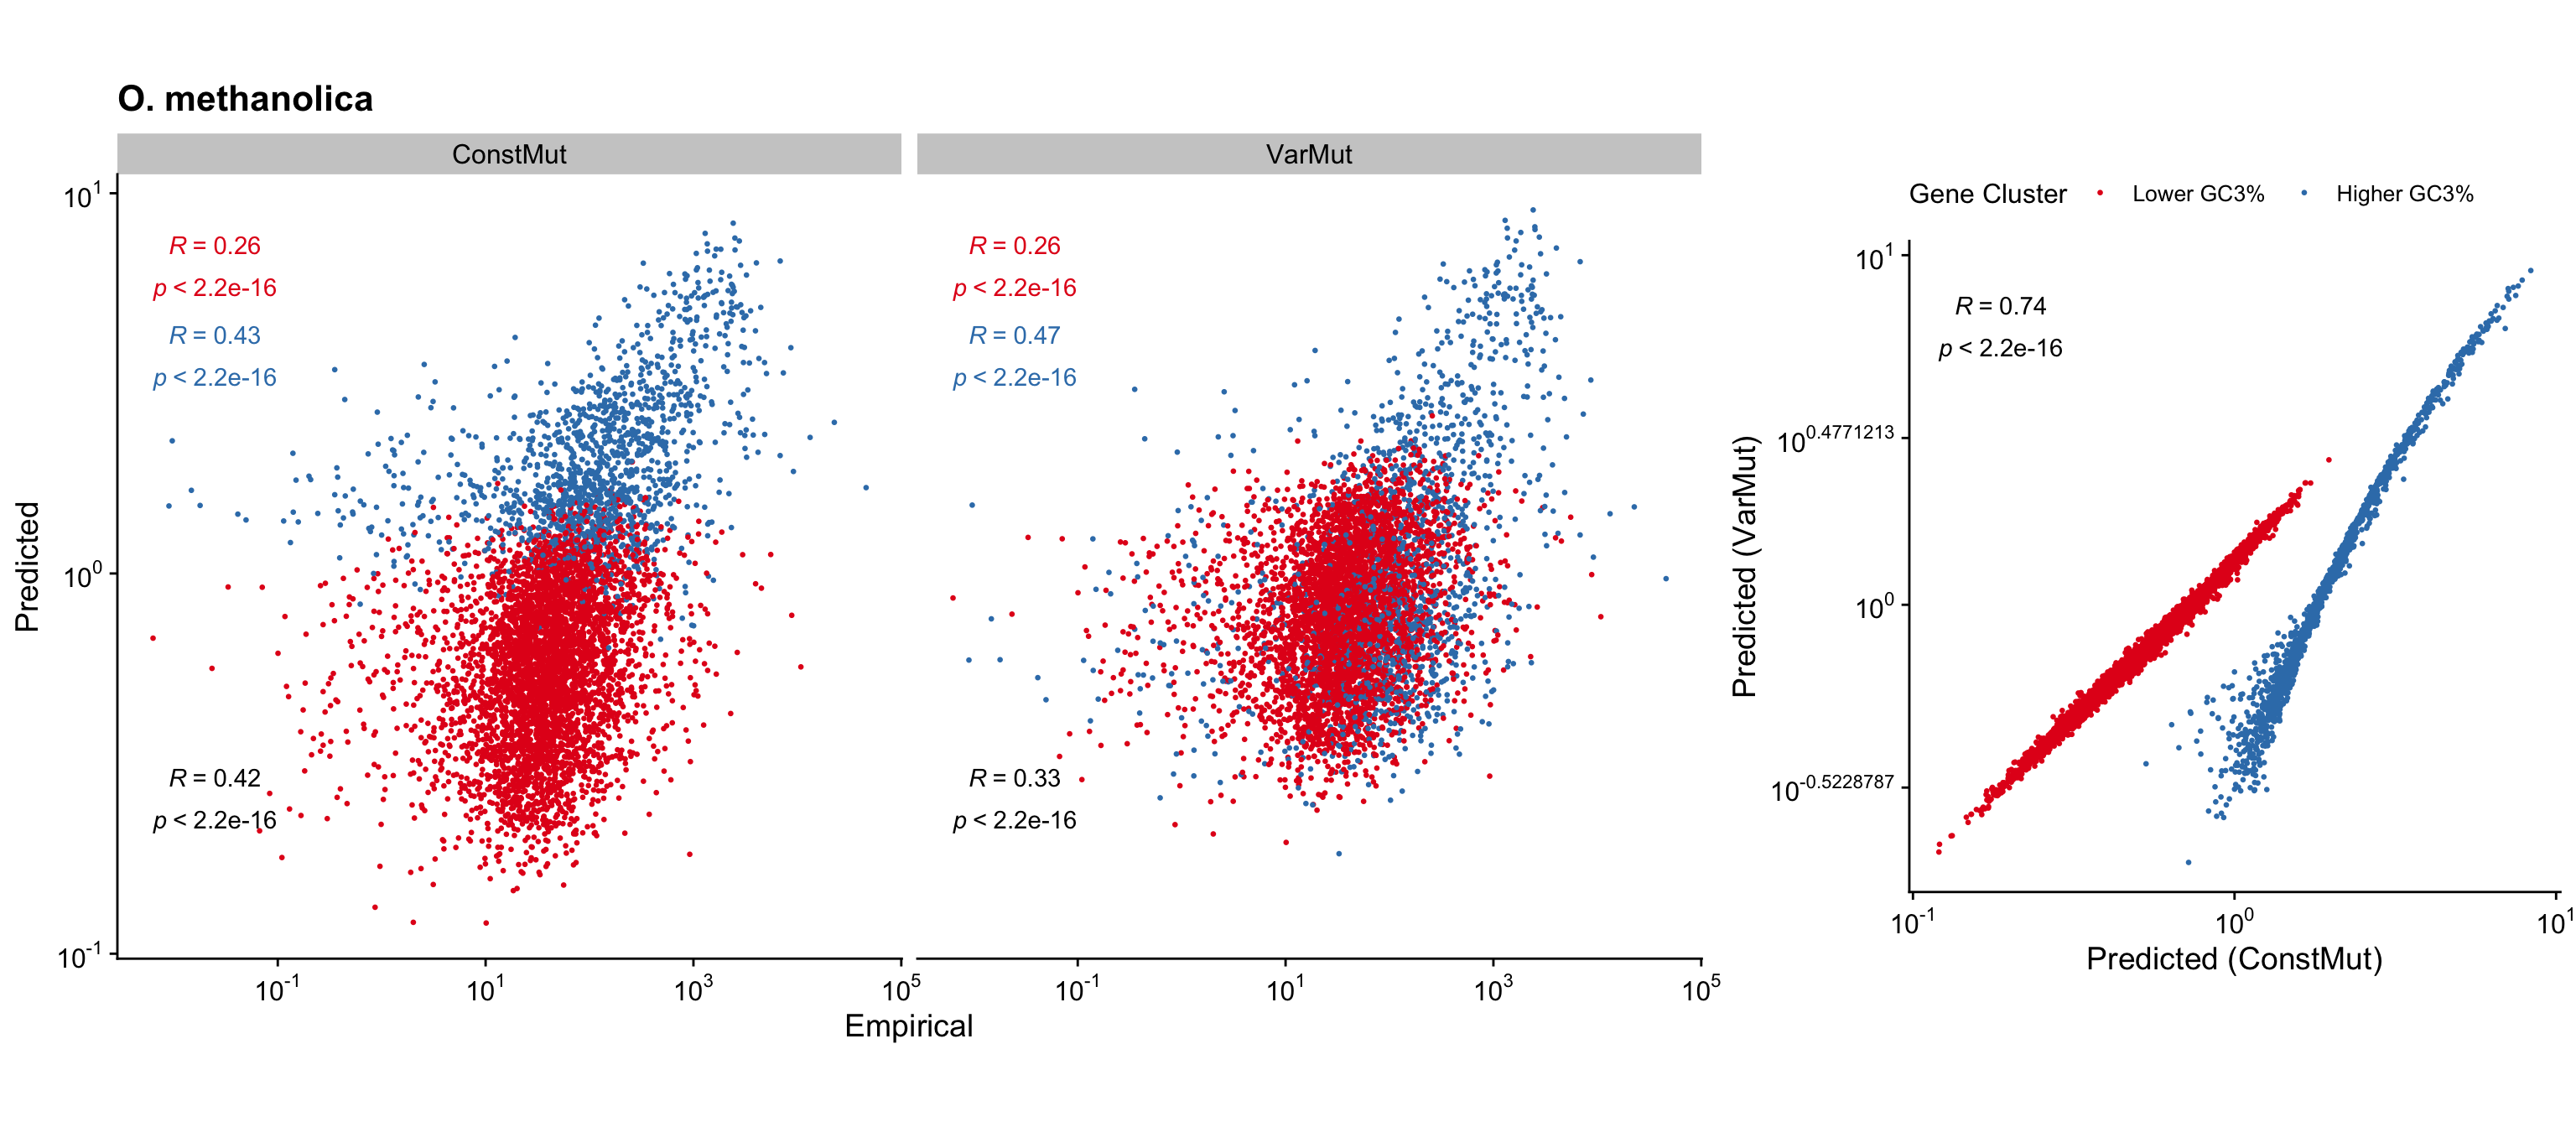 O. methanolica
ConstMut
VarMut
10^1
10^0
10^-1
Predicted
R = 0.26
p < 2.2e-16
R = 0.43
p < 2.2e-16
R = 0.42
p < 2.2e-16
R = 0.26
p < 2.2e-16
R = 0.47
p < 2.2e-16
R = 0.33
p < 2.2e-16
10^-1
10^1
10^3
10^5
10^-1
10^1
10^3
10^5
Empirical
Gene Cluster
Lower GC3%
Higher GC3%
10^1
10^0.4771213
10^0
10^-0.5228787
Predicted (VarMut)
R = 0.74
p < 2.2e-16
10^-1
10^0
10^1
Predicted (ConstMut)